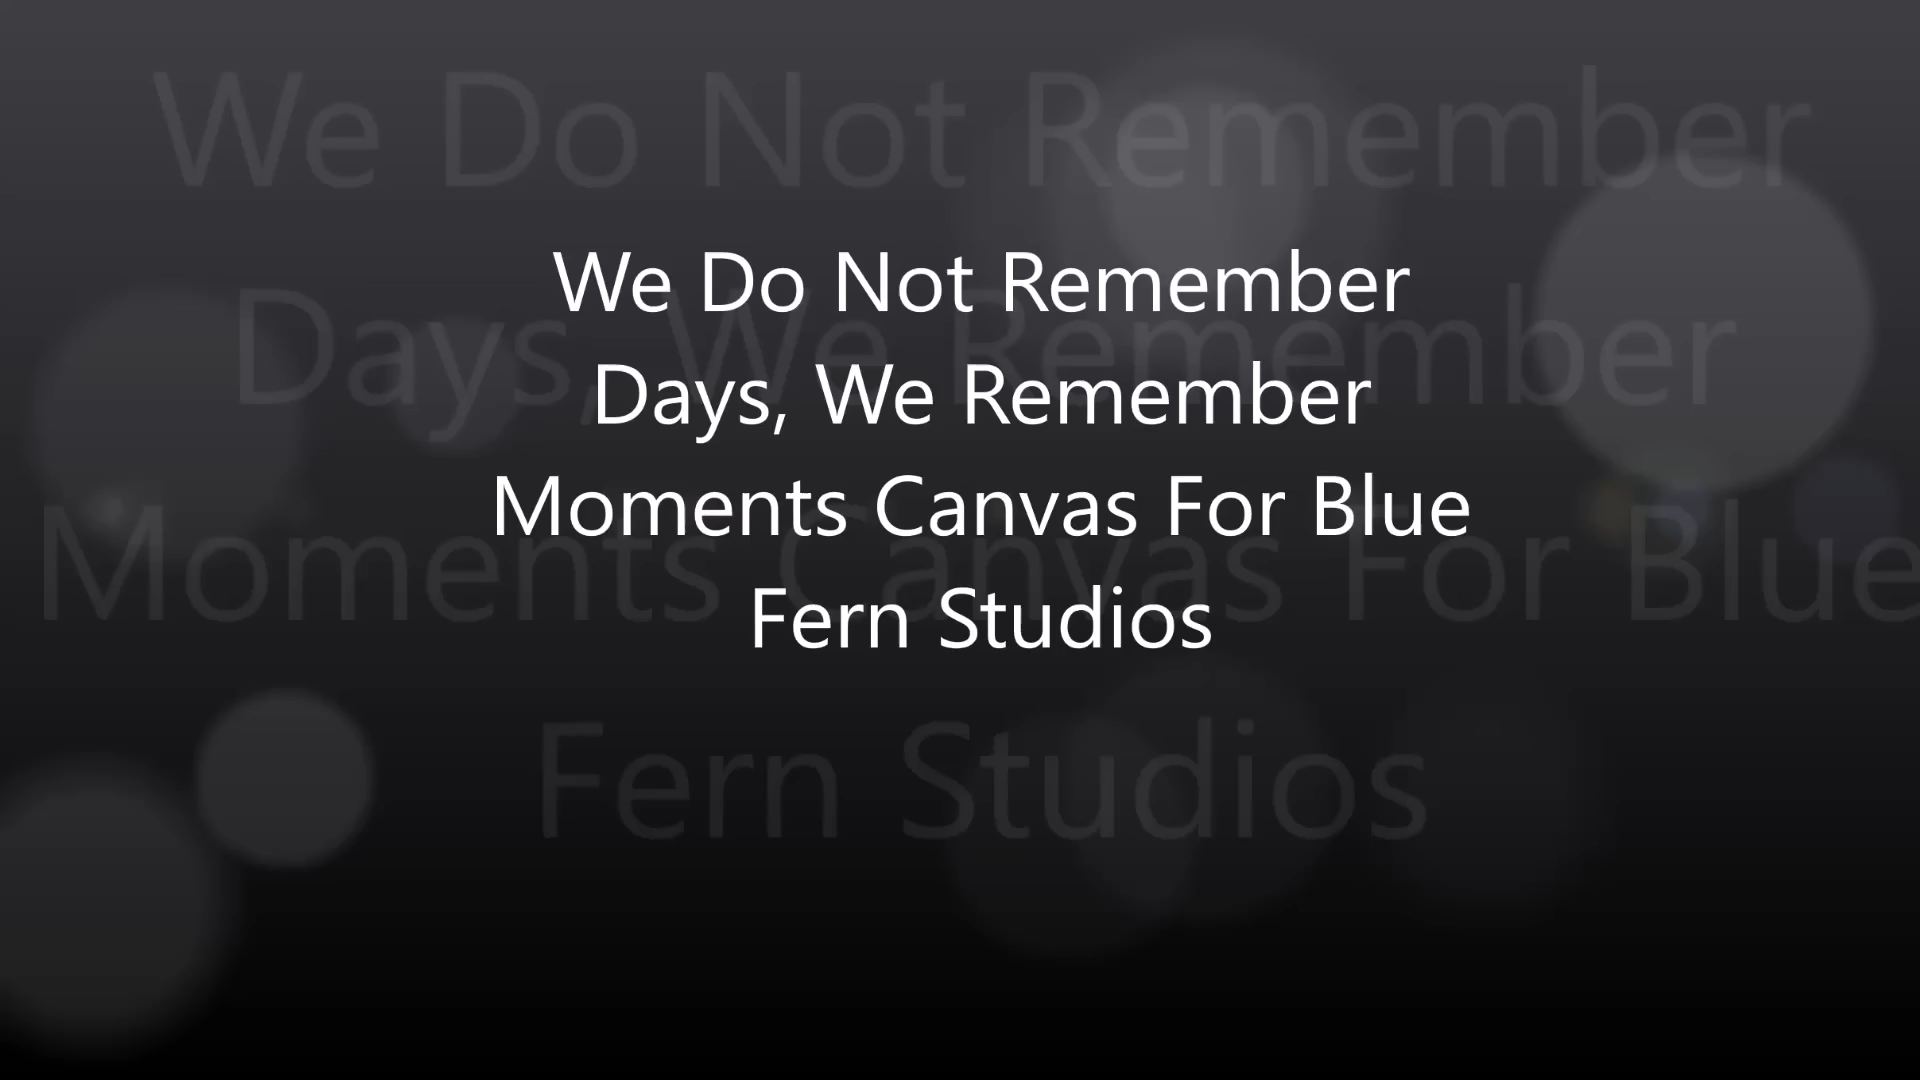 We Do Not Remember
Days, We Remember
Moments Canvas For Blue
Fern Studios